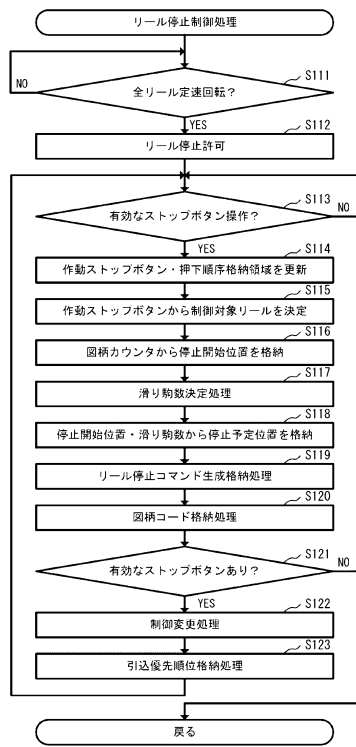 リール停止制御処理
S111
全リール定速回転？
NO
YES
S112
リール停止許可
S113
有効なストップボタン操作？
NO
YES
S114
作動ストップボタン・押下順序格納領域を更新
S115
作動ストップボタンから制御対象リールを決定
S116
図柄カウンタから停止開始位置を格納
S117
滑り駒数決定処理
S118
停止開始位置・滑り駒数から停止予定位置を格納
S119
リール停止コマンド生成格納処理
S120
図柄コード格納処理
S121
有効なストップボタンあり？
NO
YES
S122
制御変更処理
S123
引込優先順位格納処理
戻る